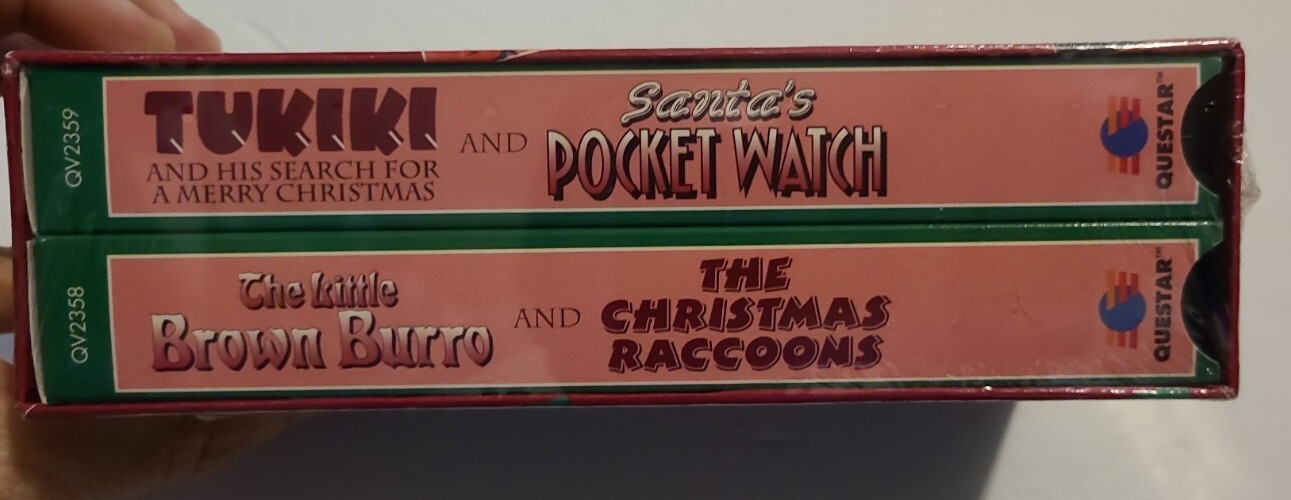 QV2359
TUKIKI
AND HIS SEARCH FOR
A MERRY CHRISTMAS
AND
Santa's
POCKET WATCH
QUESTAR™
QV2358
The Little
Brown Burro
AND
THE
CHRISTMAS
RACCOONS
QUESTAR™